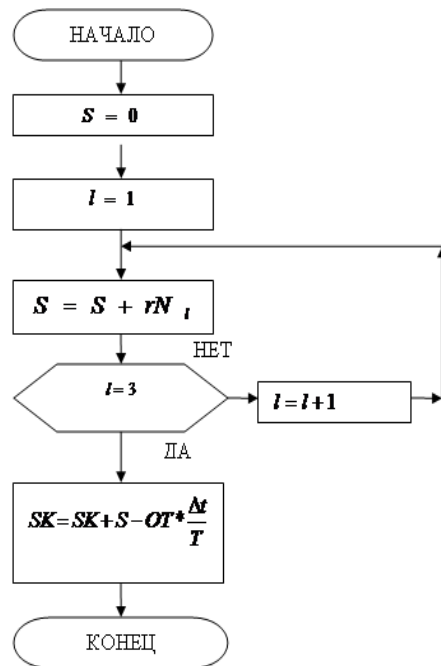 НАЧАЛО
S = 0
l = 1
S = S + rN l
НЕТ
l=3
l=l+1
ДА
SK=SK+S−OT*Δt/T
КОНЕЦ